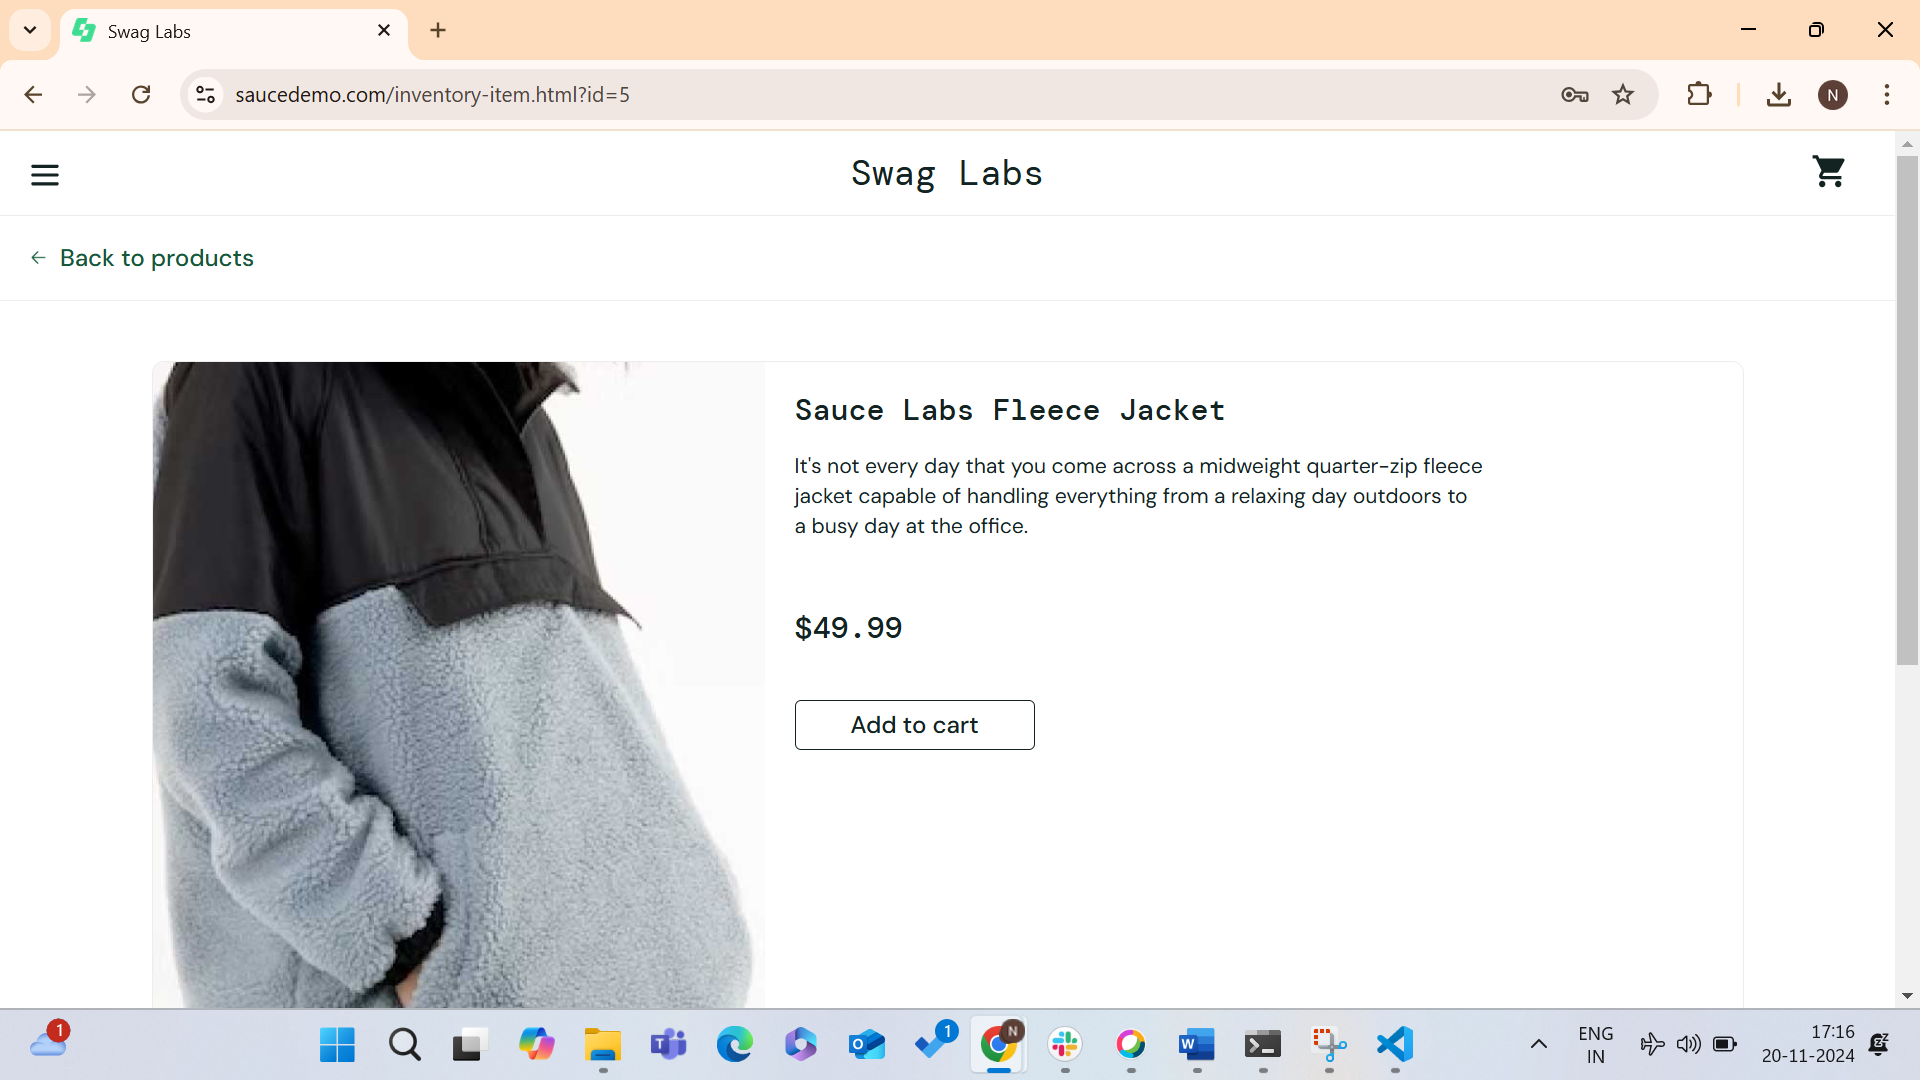 Swag Labs
saucedemo.com/inventory-item.html?id=5
N
Swag Labs
Back to products
Sauce Labs Fleece Jacket
It's not every day that you come across a midweight quarter-zip fleece
jacket capable of handling everything from a relaxing day outdoors to
a busy day at the office.
$49.99
Add to cart
1
1
N
ENG
IN
17:16
20-11-2024